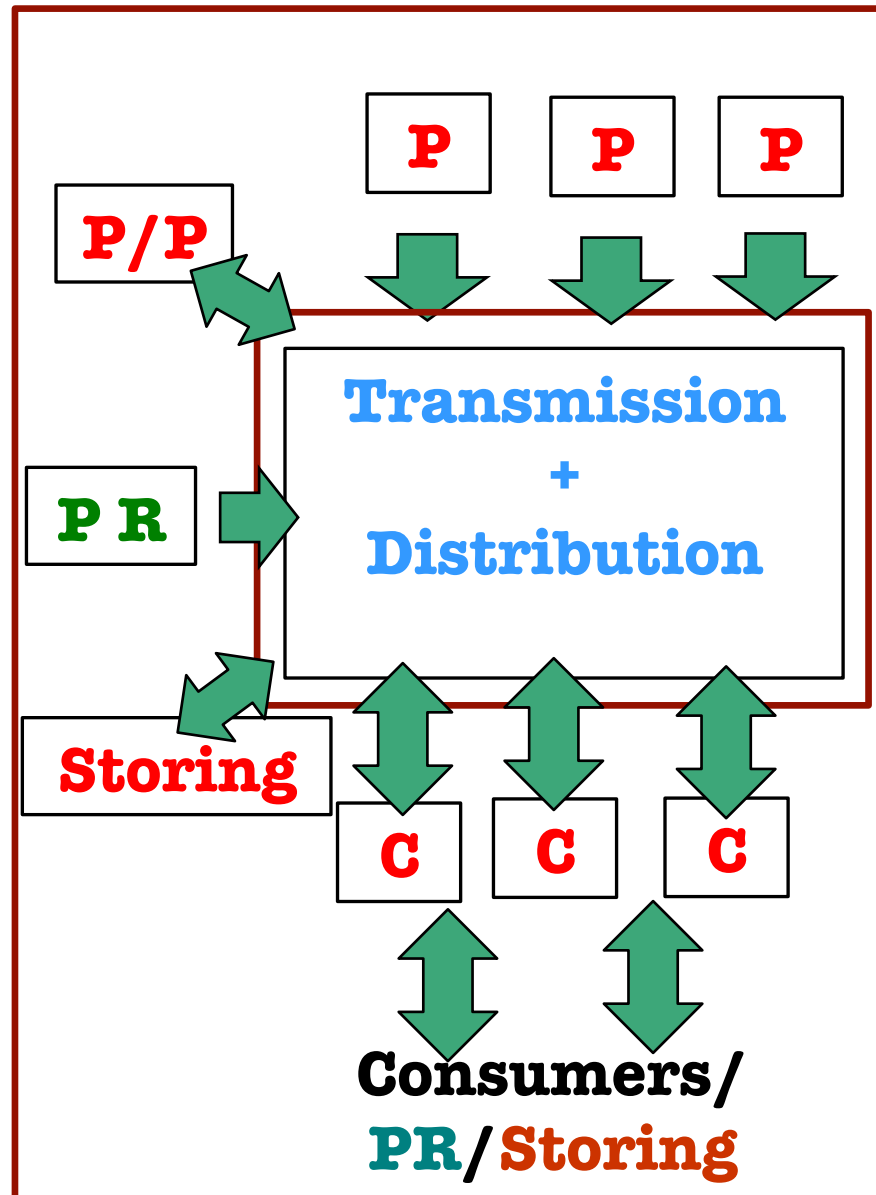 P
P
P
P/P
Transmission
+
Distribution
P R
Storing
C
C
C
Consumers/
PR/Storing